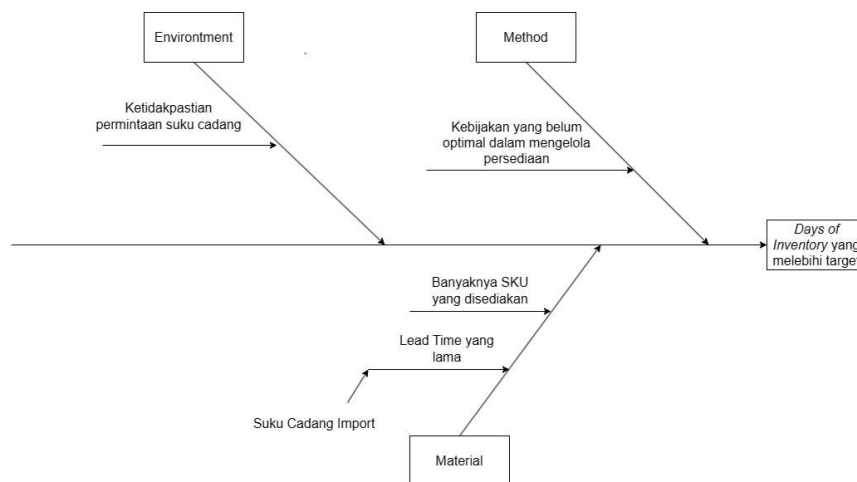 Environtment
Method
Ketidakpastian
permintaan suku cadang
Kebijakan yang belum
optimal dalam mengelola
persediaan
Days of
Inventory yang
melebihi target
Banyaknya SKU
yang disediakan
Lead Time yang
lama
Suku Cadang Import
Material